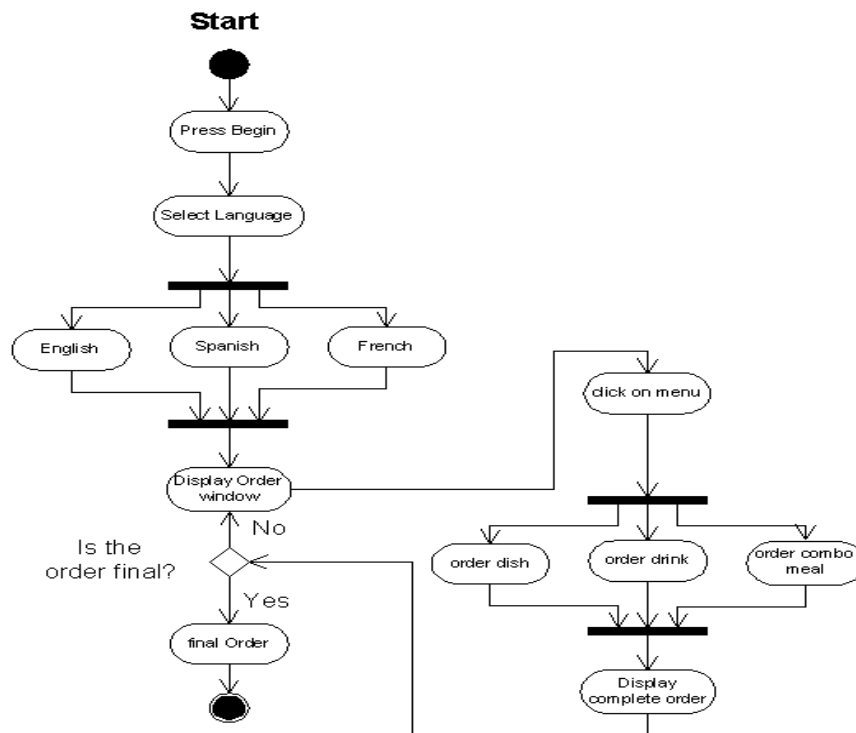 Start
Press Begin
Select Language
English
Spanish
French
click on menu
Display Order
window
No
Is the
order final?
Yes
order dish
order drink
order combo
meal
final Order
Display
complete order